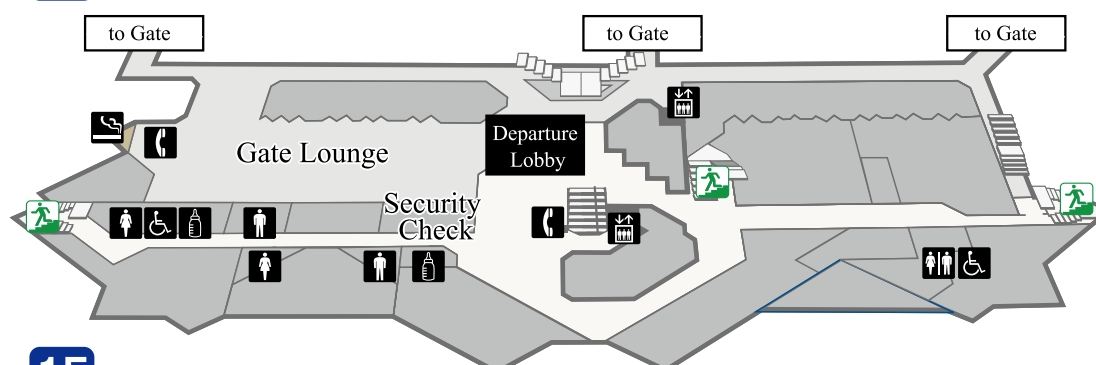 to Gate
to Gate
to Gate
Departure
Lobby
Gate Lounge
Security
Check